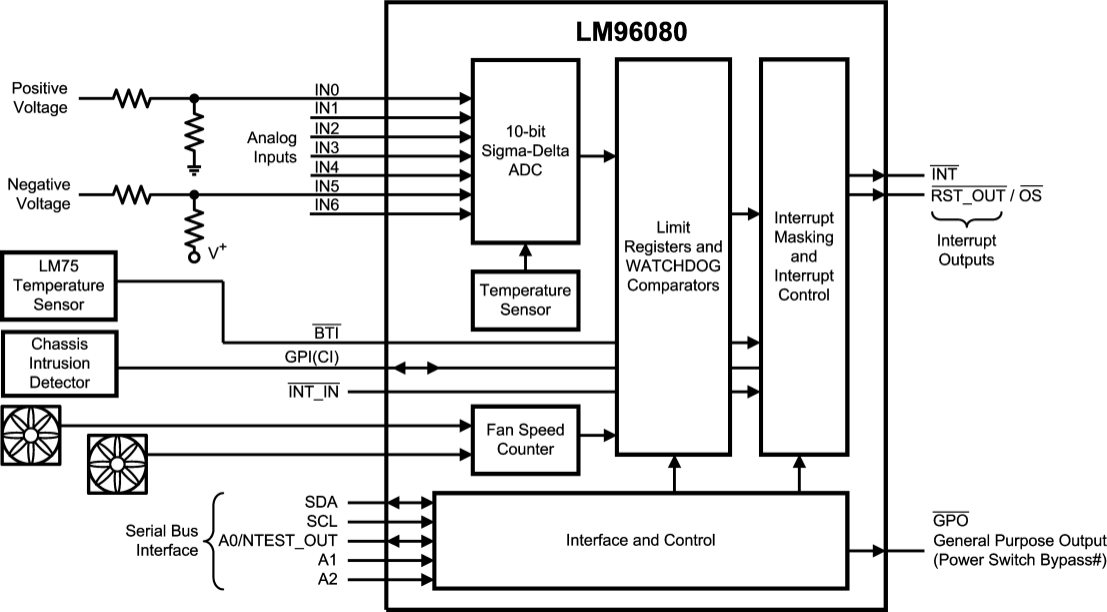 LM96080
Positive
Voltage
IN0
IN1
IN2
IN3
IN4
IN5
IN6
Analog
Inputs
Negative
Voltage
V+
10-bit
Sigma-Delta
ADC
Temperature
Sensor
Limit
Registers and
WATCHDOG
Comparators
Interrupt
Masking
and
Interrupt
Control
INT
RST_OUT / OS
Interrupt
Outputs
LM75
Temperature
Sensor
BTI
Chassis
Intrusion
Detector
GPI(CI)
INT_IN
Fan Speed
Counter
Serial Bus
Interface
SDA
SCL
A0/NTEST_OUT
A1
A2
Interface and Control
GPO
General Purpose Output
(Power Switch Bypass#)